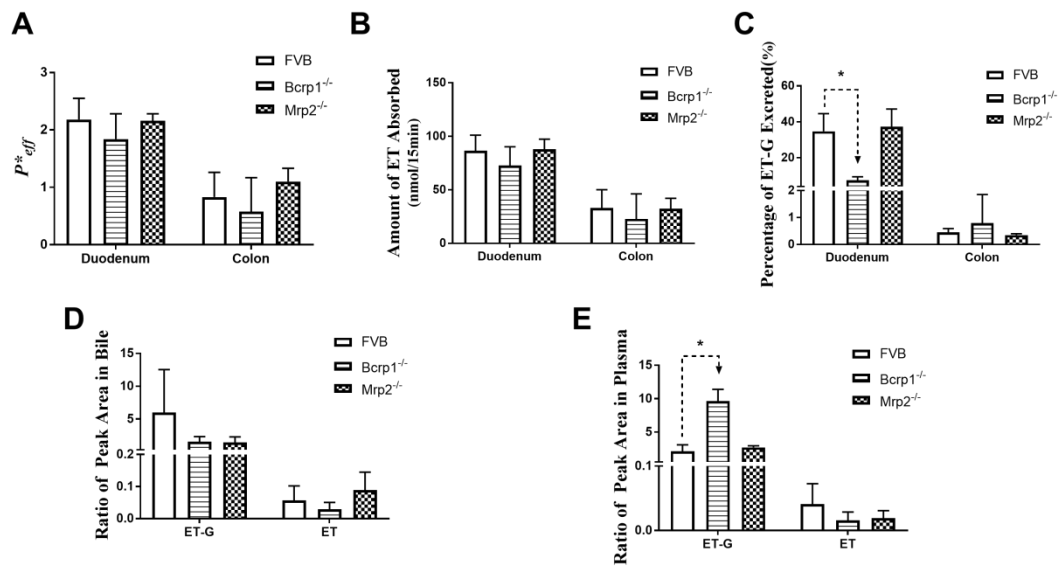 A
FVB
Bcrp1-/-
Mrp2-/-
P*eff
3
2
1
0
Duodenum
Colon
B
FVB
Bcrp1-/-
Mrp2-/-
Amount of ET Absorbed
(nmol/15min)
150
100
50
0
Duodenum
Colon
C
FVB
Bcrp1-/-
Mrp2-/-
Percentage of ET-G Excreted(%)
60
40
20
2
2
1
0
*
Duodenum
Colon
D
FVB
Bcrp1-/-
Mrp2-/-
Ratio of Peak Area in Bile
15
10
5
0.2
0.1
0.0
ET-G
ET
E
FVB
Bcrp1-/-
Mrp2-/-
Ratio of Peak Area in Plasma
15
10
5
0.1
0.0
*
ET-G
ET